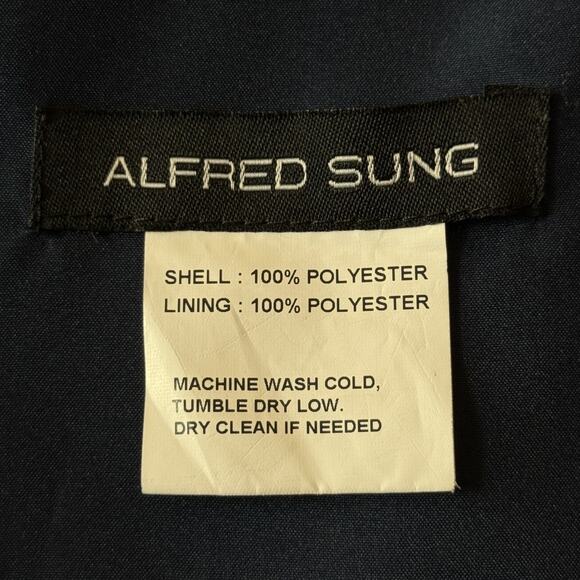 ALFRED SUNG
SHELL : 100% POLYESTER
LINING : 100% POLYESTER
MACHINE WASH COLD,
TUMBLE DRY LOW.
DRY CLEAN IF NEEDED